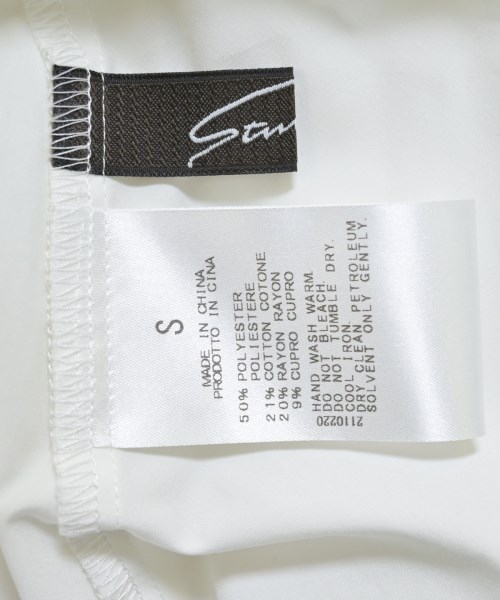 S
MADE IN CHINA
PRODOTTO IN CINA
50% POLYESTER
POLIESTERE
21% COTTON COTONE
20% RAYON RAYON
9% CUPRO CUPRO
HAND WASH WARM.
DO NOT BLEACH.
DO NOT TUMBLE DRY.
COOL IRON.
DRY CLEAN, PETROLEUM
SOLVENT ONLY GENTLY.
2110220